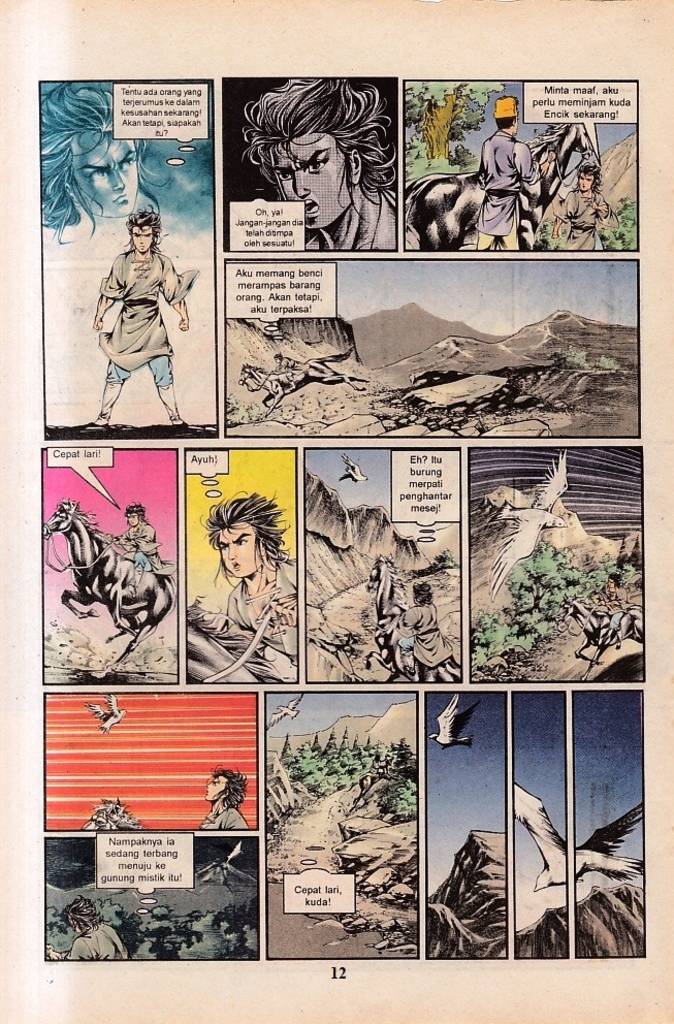 Tentu ada orang yang
terjerumus ke dalam
kesusahan sekarang!
Akan tetapi, siapakah
itu?
Oh, ya!
Jangan-jangan dia
telah ditimpa
oleh sesuatu!
Minta maaf, aku
perlu meminjam kuda
Encik sekarang!
Aku memang benci
merampas barang
orang. Akan tetapi,
aku terpaksa!
Cepat lari!
Ayuh!
Eh? Itu
burung
merpati
penghantar
mesej!
Nampaknya ia
sedang terbang
menuju ke
gunung mistik itu!
Cepat lari,
kuda!
12